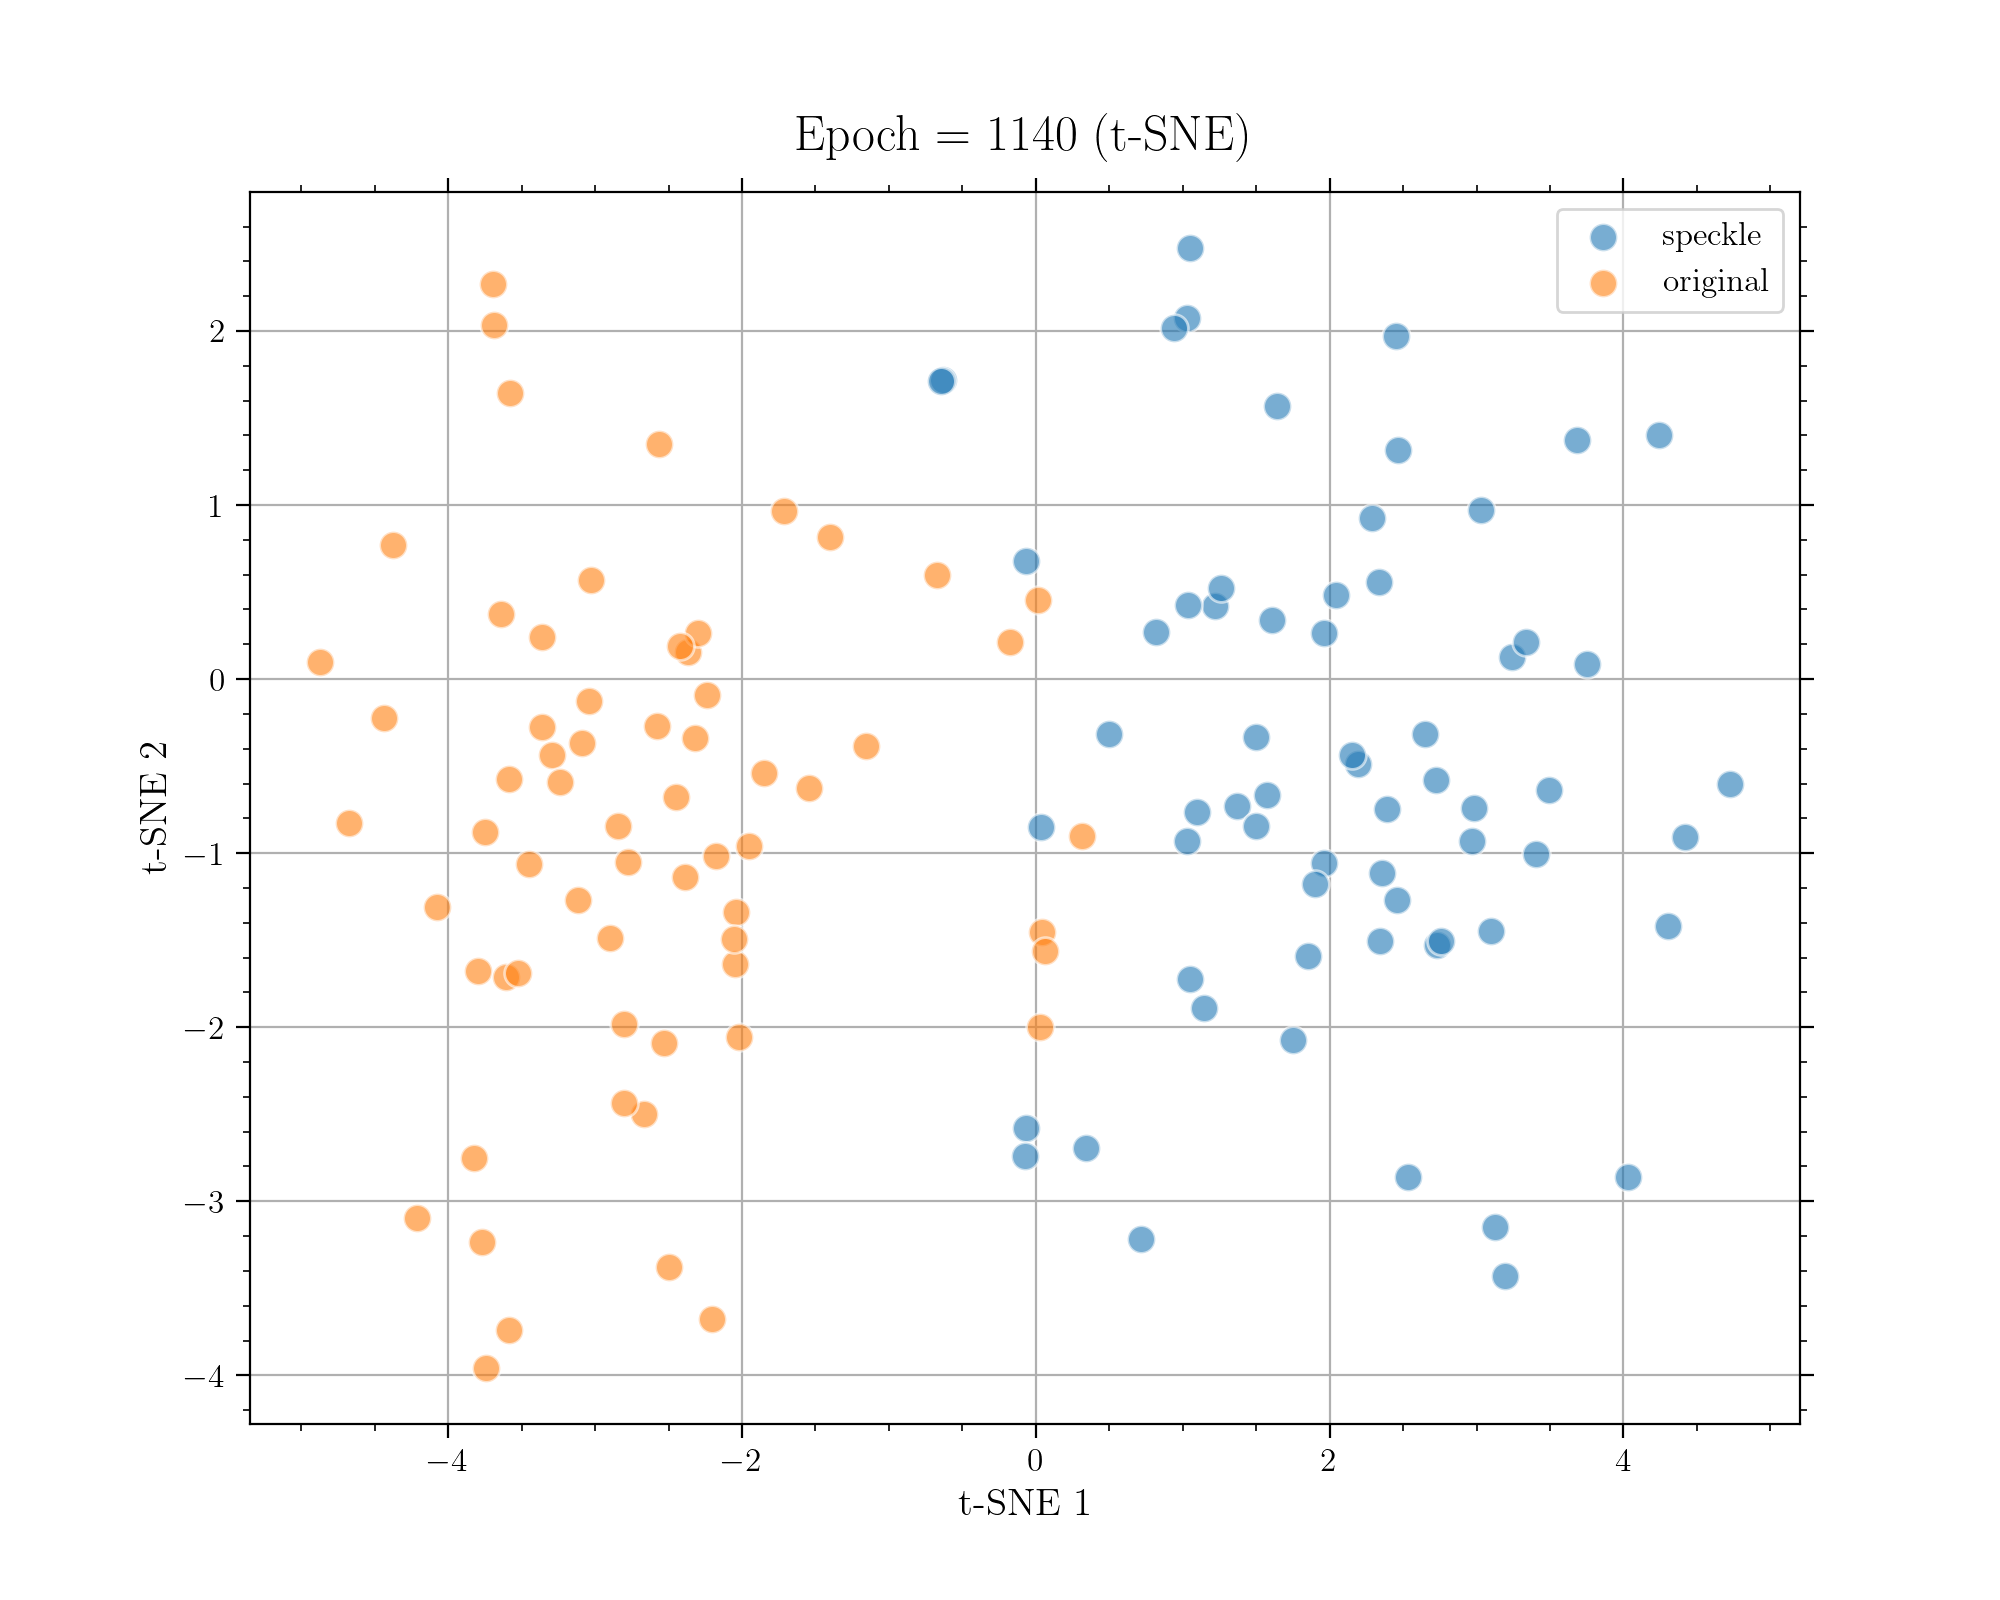 Epoch = 1140 (t-SNE)
speckle
original
2
1
0
−1
−2
−3
−4
t-SNE 2
−4 −2 0 2 4
t-SNE 1